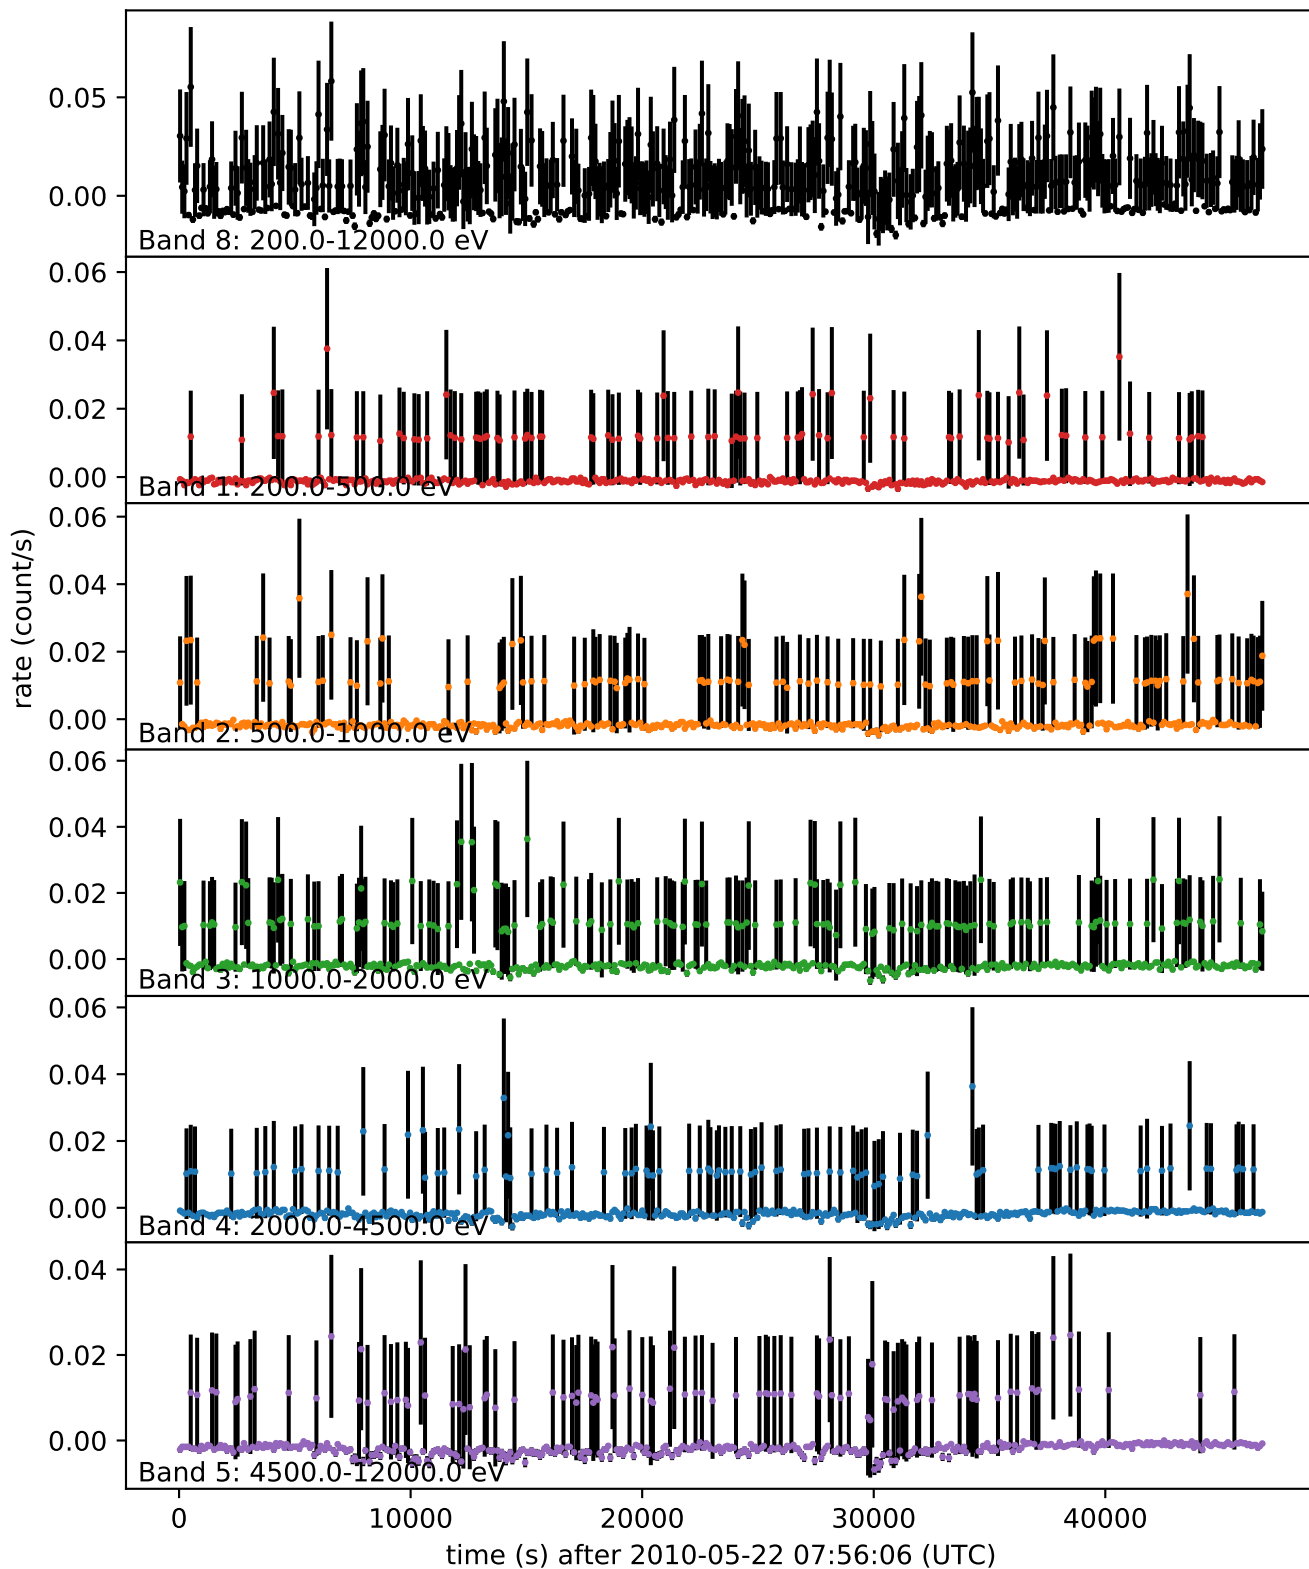 0.05
0.00
Band 8: 200.0-12000.0 eV
0.06
0.04
0.02
0.00
Band 1: 200.0-500.0 eV
0.06
0.04
0.02
0.00
Band 2: 500.0-1000.0 eV
rate (count/s)
0.06
0.04
0.02
0.00
Band 3: 1000.0-2000.0 eV
0.06
0.04
0.02
0.00
Band 4: 2000.0-4500.0 eV
0.04
0.02
0.00
Band 5: 4500.0-12000.0 eV
0 10000 20000 30000 40000
time (s) after 2010-05-22 07:56:06 (UTC)